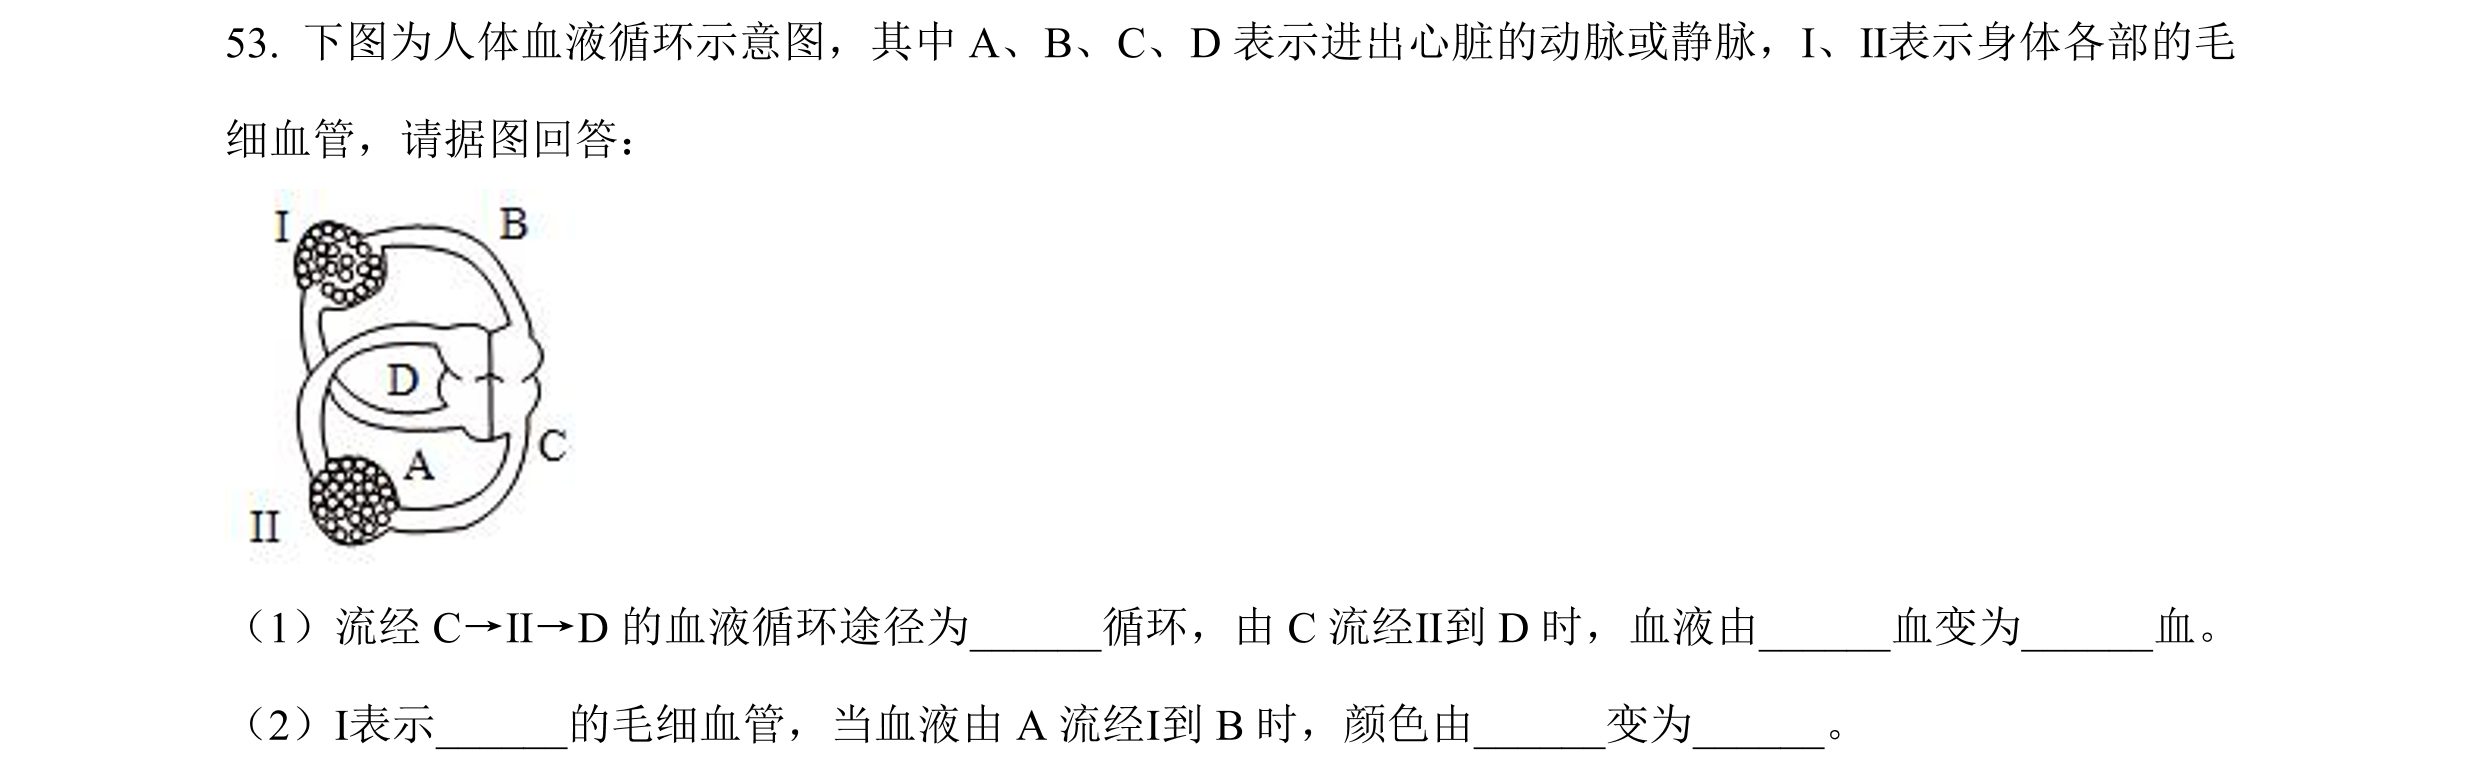 53. 下图为人体血液循环示意图，其中 A、B、C、D 表示进出心脏的动脉或静脉，I、II表示身体各部的毛
细血管，请据图回答：
I
B
D
C
A
II
（1）流经 C→II→D 的血液循环途径为______循环，由 C 流经II到 D 时，血液由______血变为______血。
（2）I表示______的毛细血管，当血液由 A 流经I到 B 时，颜色由______变为______。